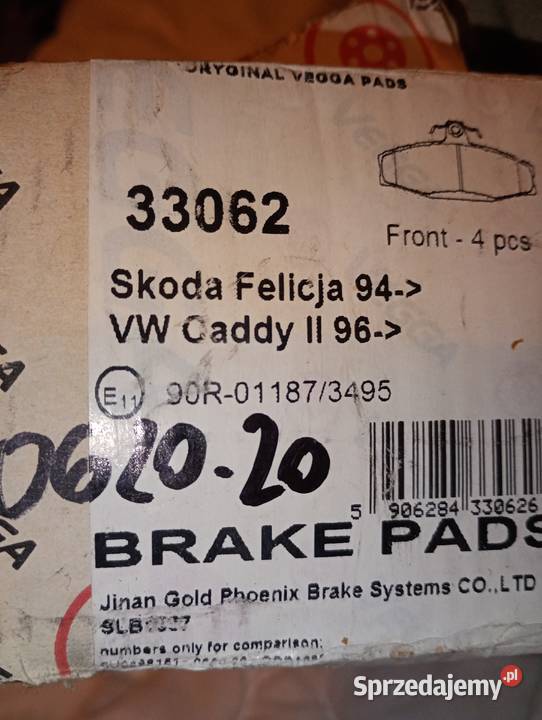 ORYGINAL VEGGA PADS
33062
Front - 4 pcs
Skoda Felicja 94->
VW Caddy II 96->
E11 90R-01187/3495
0620-20
5 906284 330626
BRAKE PADS
Jinan Gold Phoenix Brake Systems CO.,LTD
numbers only for comparison:
Sprzedajemy.pl